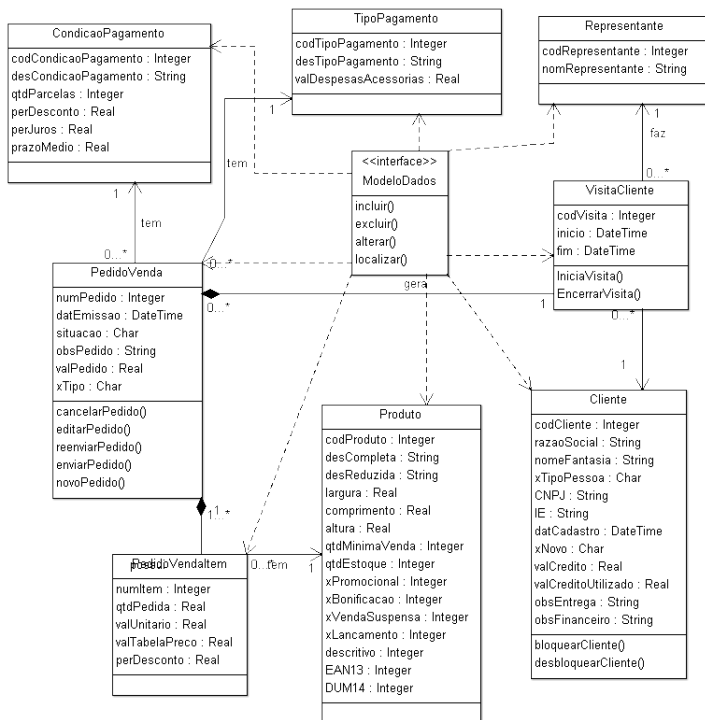 CondicaoPagamento
codCondicaoPagamento : Integer
desCondicaoPagamento : String
qtdParcelas : Integer
perDesconto : Real
perJuros : Real
prazoMedio : Real
TipoPagamento
codTipoPagamento : Integer
desTipoPagamento : String
valDespesasAcessorias : Real
Representante
codRepresentante : Integer
nomRepresentante : String
1
1
faz
tem
<<interface>>
ModeloDados
incluir()
excluir()
alterar()
localizar()
0...*
VisitaCliente
codVisita : Integer
inicio : DateTime
fim : DateTime
IniciaVisita()
EncerrarVisita()
1
tem
0...*
0...*
PedidoVenda
numPedido : Integer
datEmissao : DateTime
situacao : Char
obsPedido : String
valPedido : Real
xTipo : Char
cancelarPedido()
editarPedido()
reenviarPedido()
enviarPedido()
novoPedido()
gera
0...*
1
0...*
1
Cliente
codCliente : Integer
razaoSocial : String
nomeFantasia : String
xTipoPessoa : Char
CNPJ : String
IE : String
datCadastro : DateTime
xNovo : Char
valCredito : Real
valCreditoUtilizado : Real
obsEntrega : String
obsFinanceiro : String
bloquearCliente()
desbloquearCliente()
Produto
codProduto : Integer
desCompleta : String
desReduzida : String
largura : Real
comprimento : Real
altura : Real
qtdMinimaVenda : Integer
qtdEstoque : Integer
xPromocional : Integer
xBonificacao : Integer
xVendaSuspensa : Integer
xLancamento : Integer
descritivo : Integer
EAN13 : Integer
DUM14 : Integer
1
1...*
PedidoVendaItem
numItem : Integer
qtdPedida : Real
valUnitario : Real
valTabelaPreco : Real
perDesconto : Real
0...*
tem
1